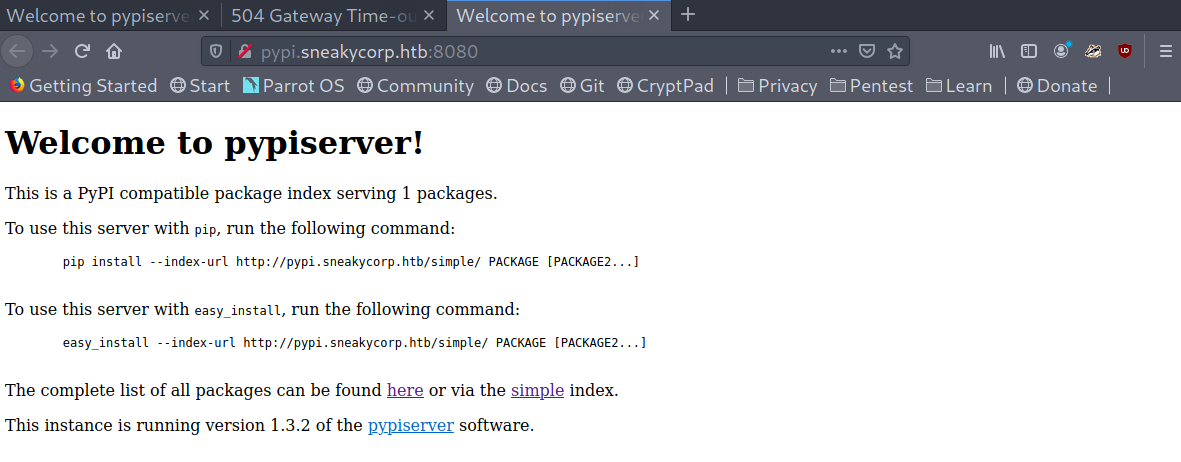 Welcome to pypiserve
504 Gateway Time-ou
Welcome to pypiserve
pypi.sneakycorp.htb:8080
Getting Started Start Parrot OS Community Docs Git CryptPad Privacy Pentest Learn Donate
Welcome to pypiserver!
This is a PyPI compatible package index serving 1 packages.
To use this server with pip, run the following command:
pip install --index-url http://pypi.sneakycorp.htb/simple/ PACKAGE [PACKAGE2...]
To use this server with easy_install, run the following command:
easy_install --index-url http://pypi.sneakycorp.htb/simple/ PACKAGE [PACKAGE2...]
The complete list of all packages can be found here or via the simple index.
This instance is running version 1.3.2 of the pypiserver software.